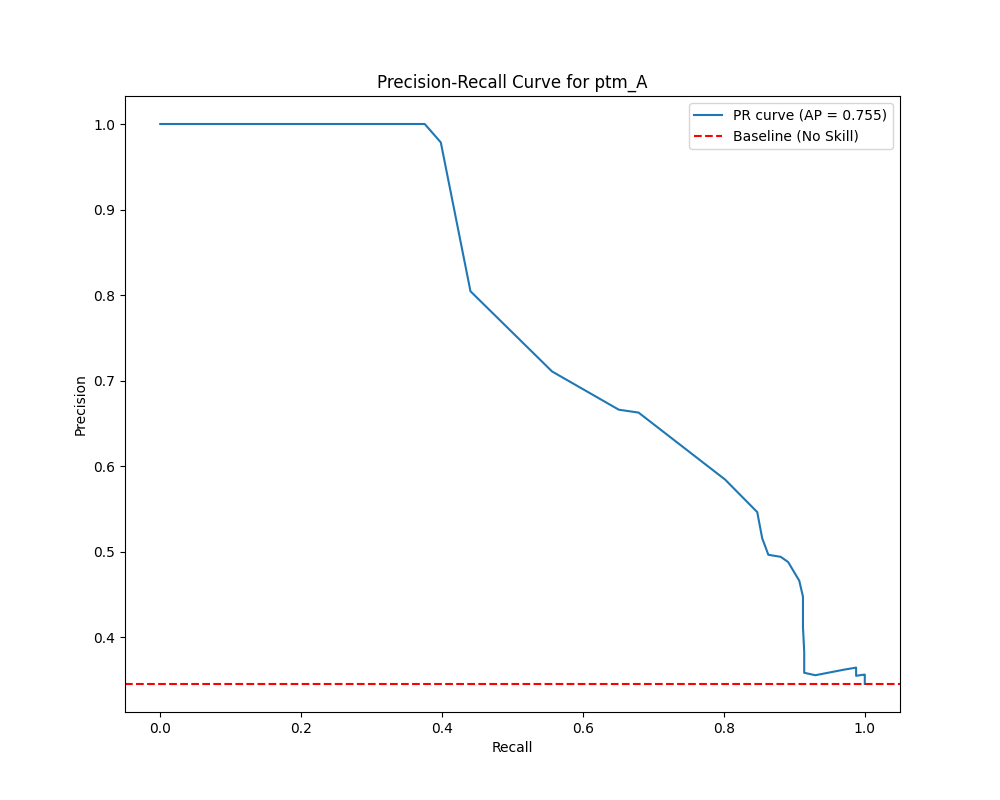 Precision-Recall Curve for ptm_A
PR curve (AP = 0.755)
Baseline (No Skill)
1.0
0.9
0.8
0.7
0.6
0.5
0.4
Precision
0.0
0.2
0.4
0.6
0.8
1.0
Recall